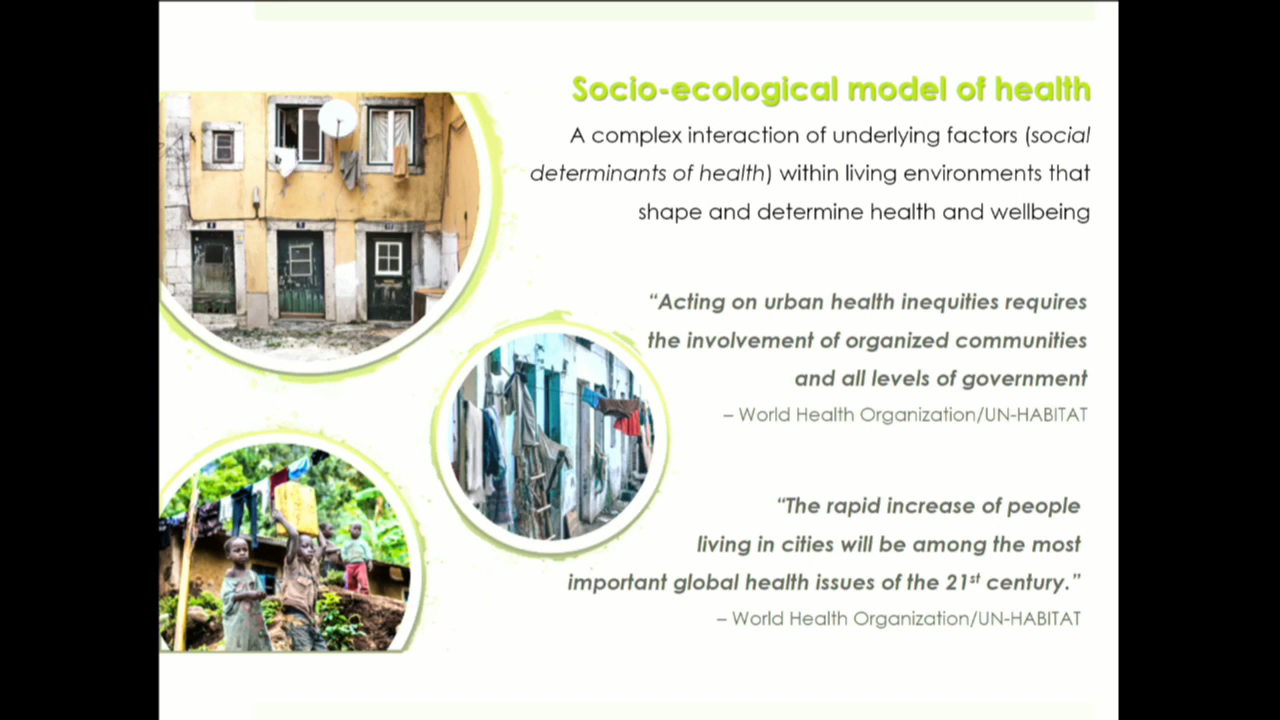 Socio-ecological model of health
A complex interaction of underlying factors (social
determinants of health) within living environments that
shape and determine health and wellbeing
“Acting on urban health inequities requires
the involvement of organized communities
and all levels of government
– World Health Organization/UN-HABITAT
“The rapid increase of people
living in cities will be among the most
important global health issues of the 21st century.”
– World Health Organization/UN-HABITAT